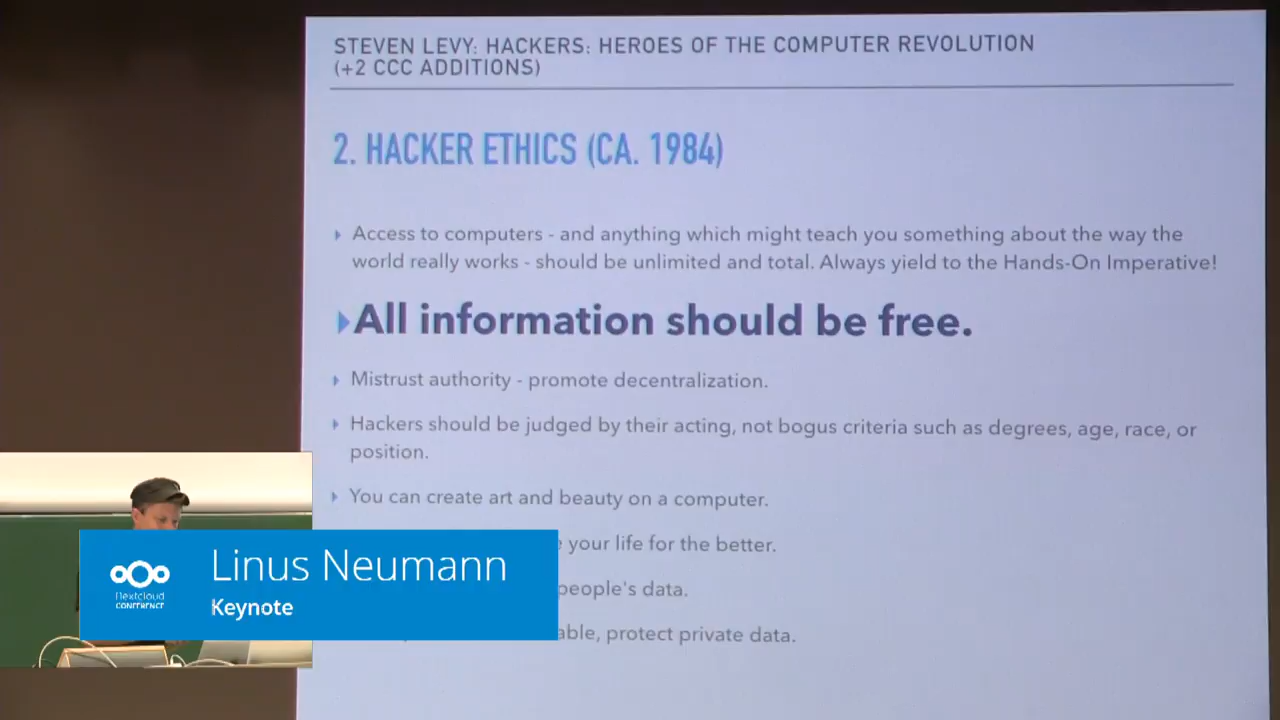 STEVEN LEVY: HACKERS: HEROES OF THE COMPUTER REVOLUTION
(+2 CCC ADDITIONS)
2. HACKER ETHICS (CA. 1984)
Access to computers - and anything which might teach you something about the way the
world really works - should be unlimited and total. Always yield to the Hands-On Imperative!
All information should be free.
Mistrust authority - promote decentralization.
Hackers should be judged by their acting, not bogus criteria such as degrees, age, race, or
position.
You can create art and beauty on a computer.
your life for the better.
people's data.
able, protect private data.
Linus Neumann
Keynote
Nextcloud
CONFERENCE